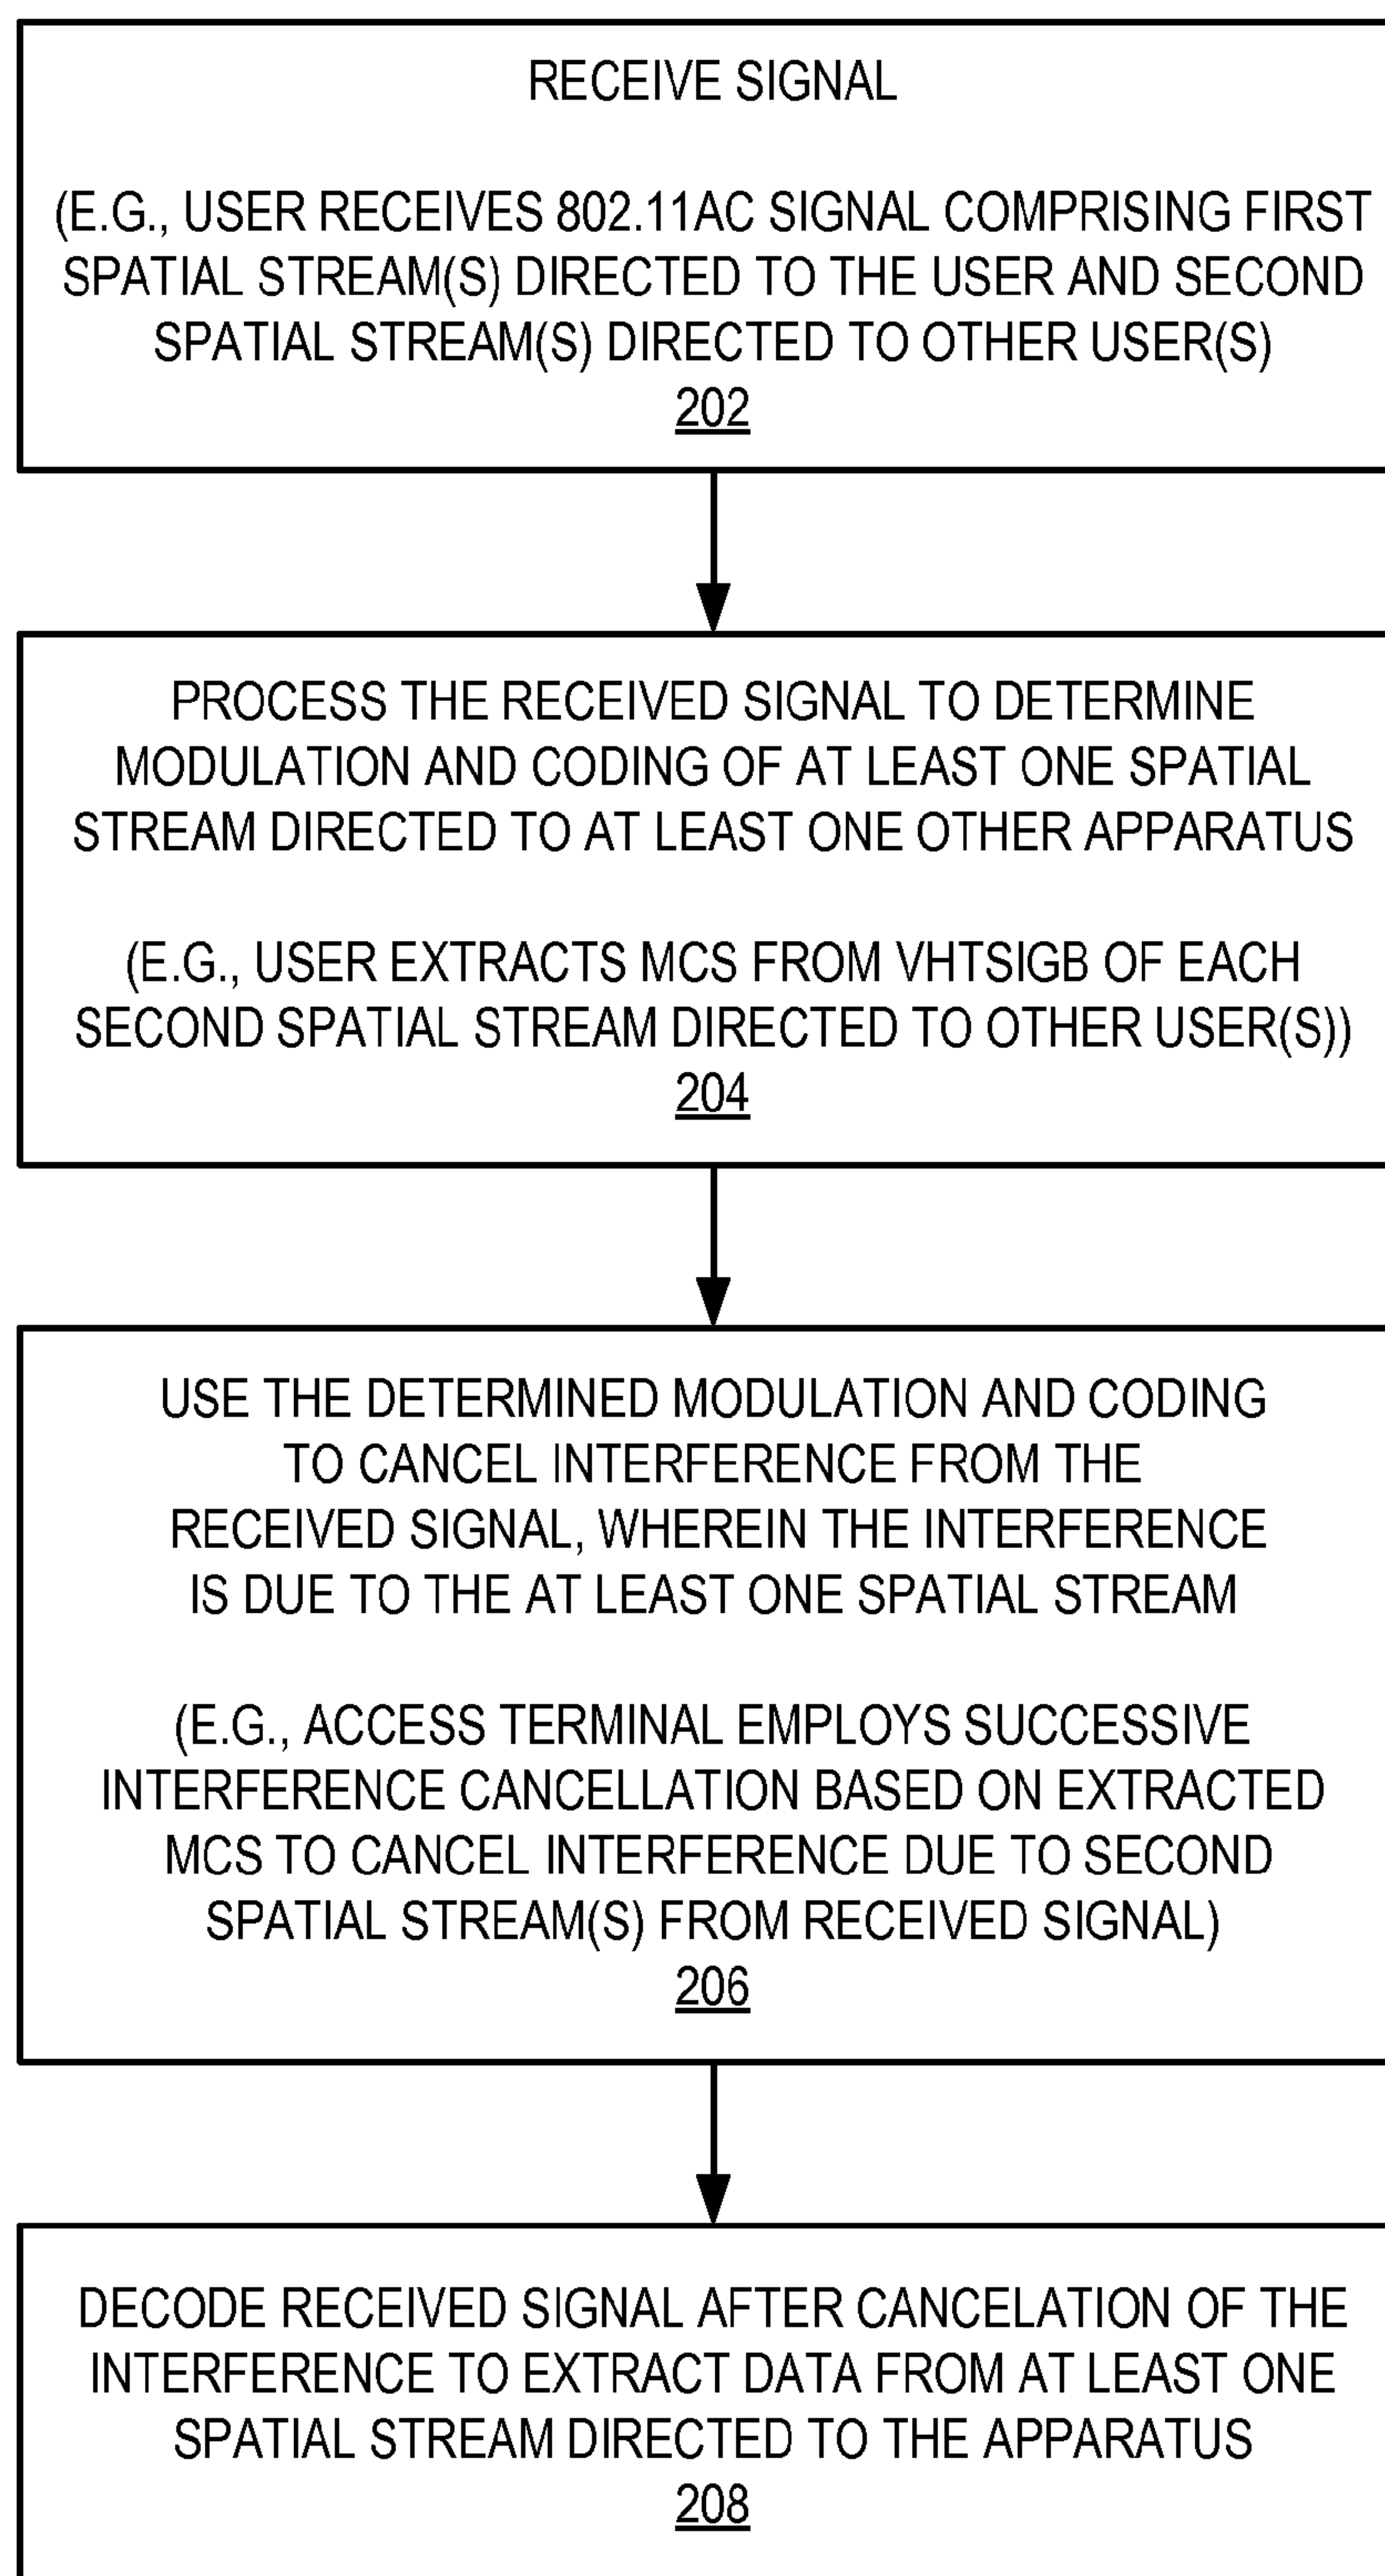 RECEIVE SIGNAL
(E.G., USER RECEIVES 802.11AC SIGNAL COMPRISING FIRST
SPATIAL STREAM(S) DIRECTED TO THE USER AND SECOND
SPATIAL STREAM(S) DIRECTED TO OTHER USER(S)
202
PROCESS THE RECEIVED SIGNAL TO DETERMINE
MODULATION AND CODING OF AT LEAST ONE SPATIAL
STREAM DIRECTED TO AT LEAST ONE OTHER APPARATUS
(E.G., USER EXTRACTS MCS FROM VHTSIGB OF EACH
SECOND SPATIAL STREAM DIRECTED TO OTHER USER(S))
204
USE THE DETERMINED MODULATION AND CODING
TO CANCEL INTERFERENCE FROM THE
RECEIVED SIGNAL, WHEREIN THE INTERFERENCE
IS DUE TO THE AT LEAST ONE SPATIAL STREAM
(E.G., ACCESS TERMINAL EMPLOYS SUCCESSIVE
INTERFERENCE CANCELLATION BASED ON EXTRACTED
MCS TO CANCEL INTERFERENCE DUE TO SECOND
SPATIAL STREAM(S) FROM RECEIVED SIGNAL)
206
DECODE RECEIVED SIGNAL AFTER CANCELATION OF THE
INTERFERENCE TO EXTRACT DATA FROM AT LEAST ONE
SPATIAL STREAM DIRECTED TO THE APPARATUS
208